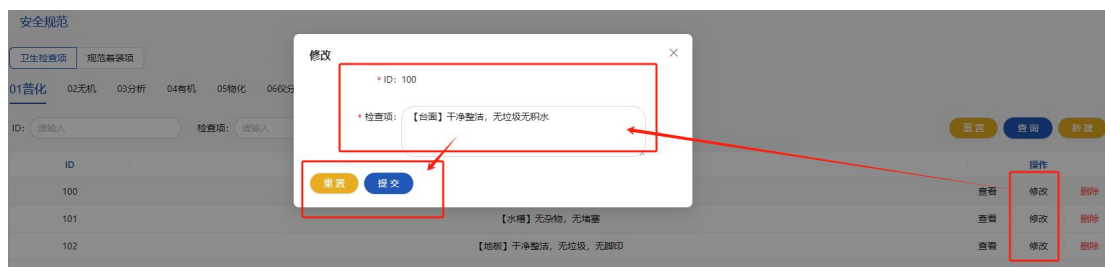 安全规范
卫生检查项 规范着装项
01普化 02无机 03分析 04有机 05物化 06仪分
ID: 请输入 检查项: 请输入 重置 查询 新建
修改
* ID: 100
* 检查项: 【台面】干净整洁，无垃圾无积水
重置 提交
ID 操作
100 查看 修改 删除
101 【水槽】无杂物，无堵塞 查看 修改 删除
102 【地板】干净整洁，无垃圾，无脚印 查看 修改 删除